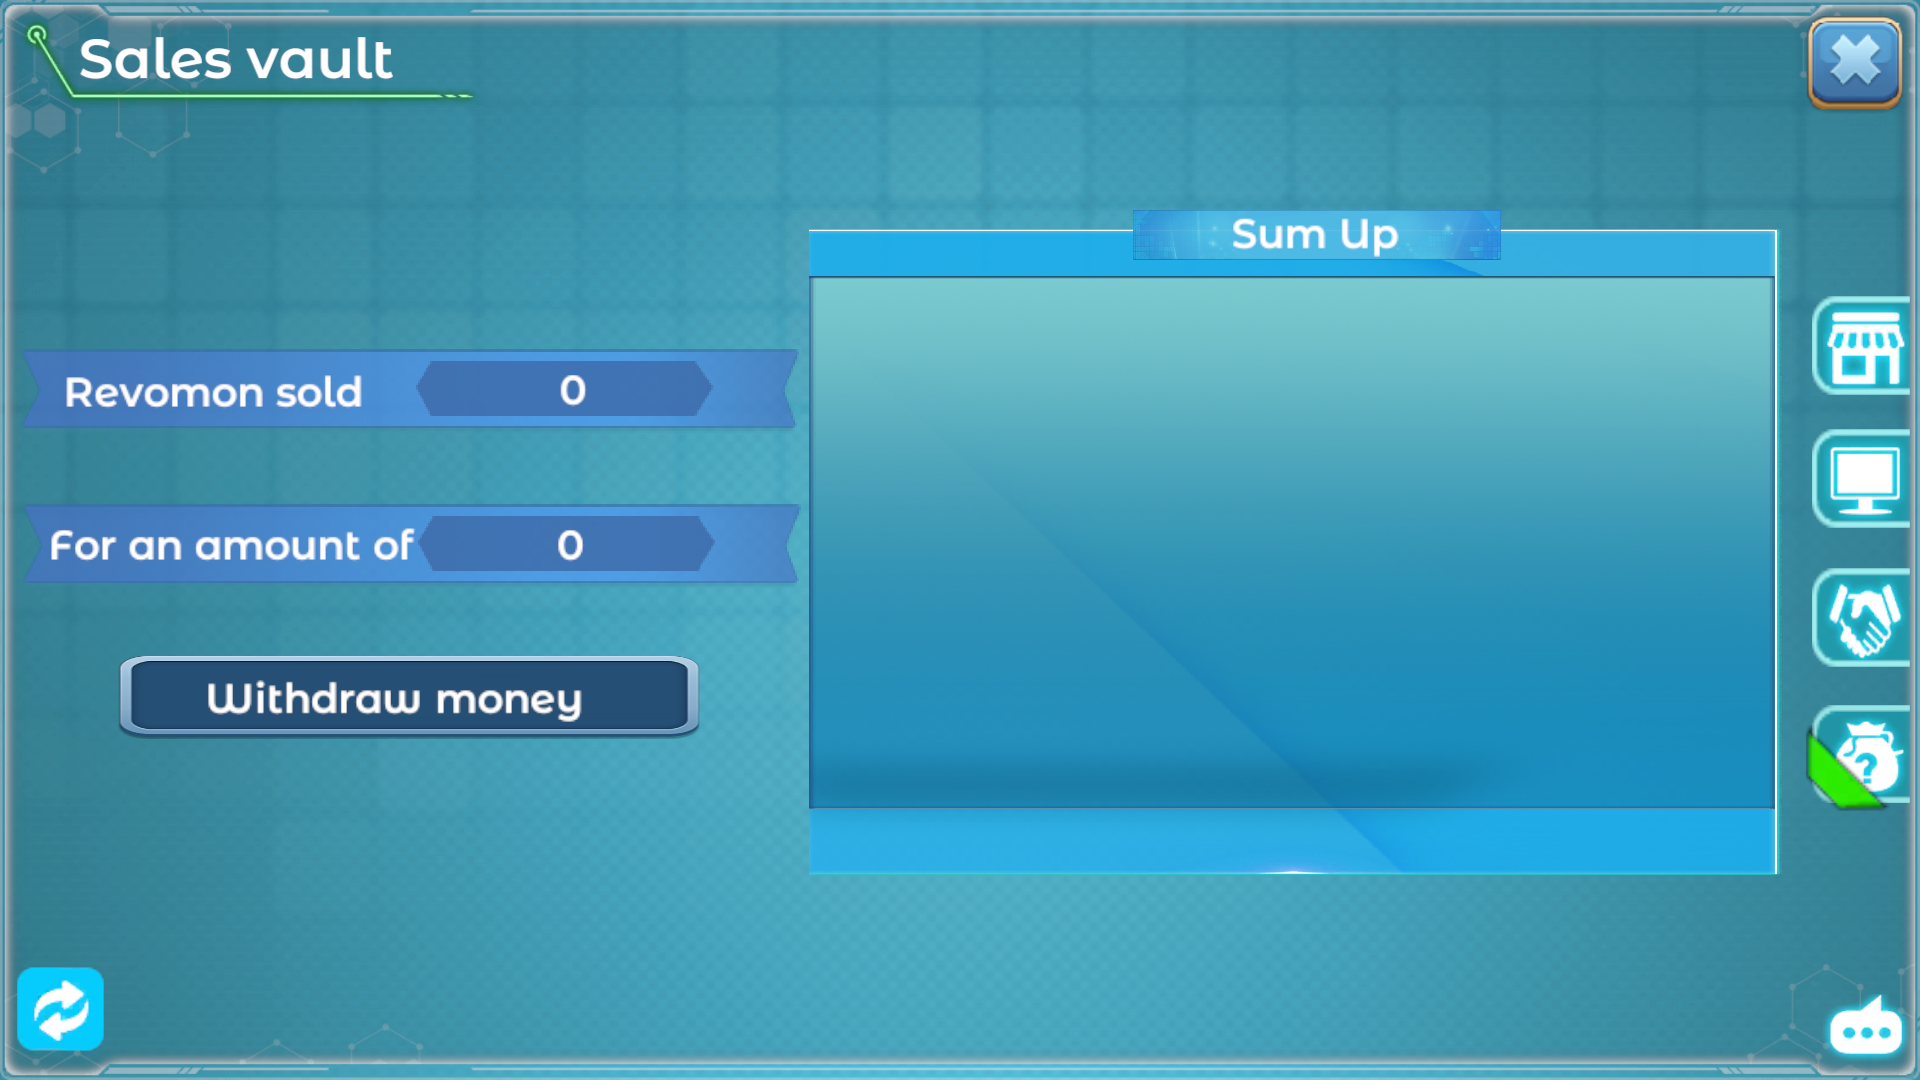 Sales vault
Sum Up
Revomon sold 0
For an amount of 0
Withdraw money
?